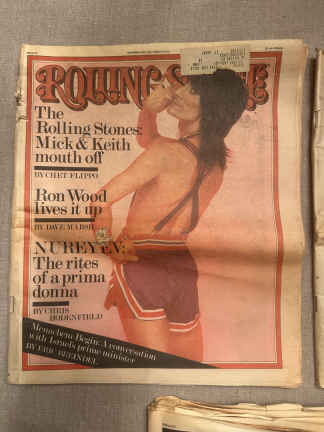 ROLLING STONE
The
Rolling Stones:
Mick & Keith
mouth off
BY CHET FLIPPO
Ron Wood
lives it up
BY DAVE MARSH
NUREYEV:
The rites
of a prima
donna
BY CHRIS
HODENFIELD
Menachem Begin: A conversation
with Israel's prime minister